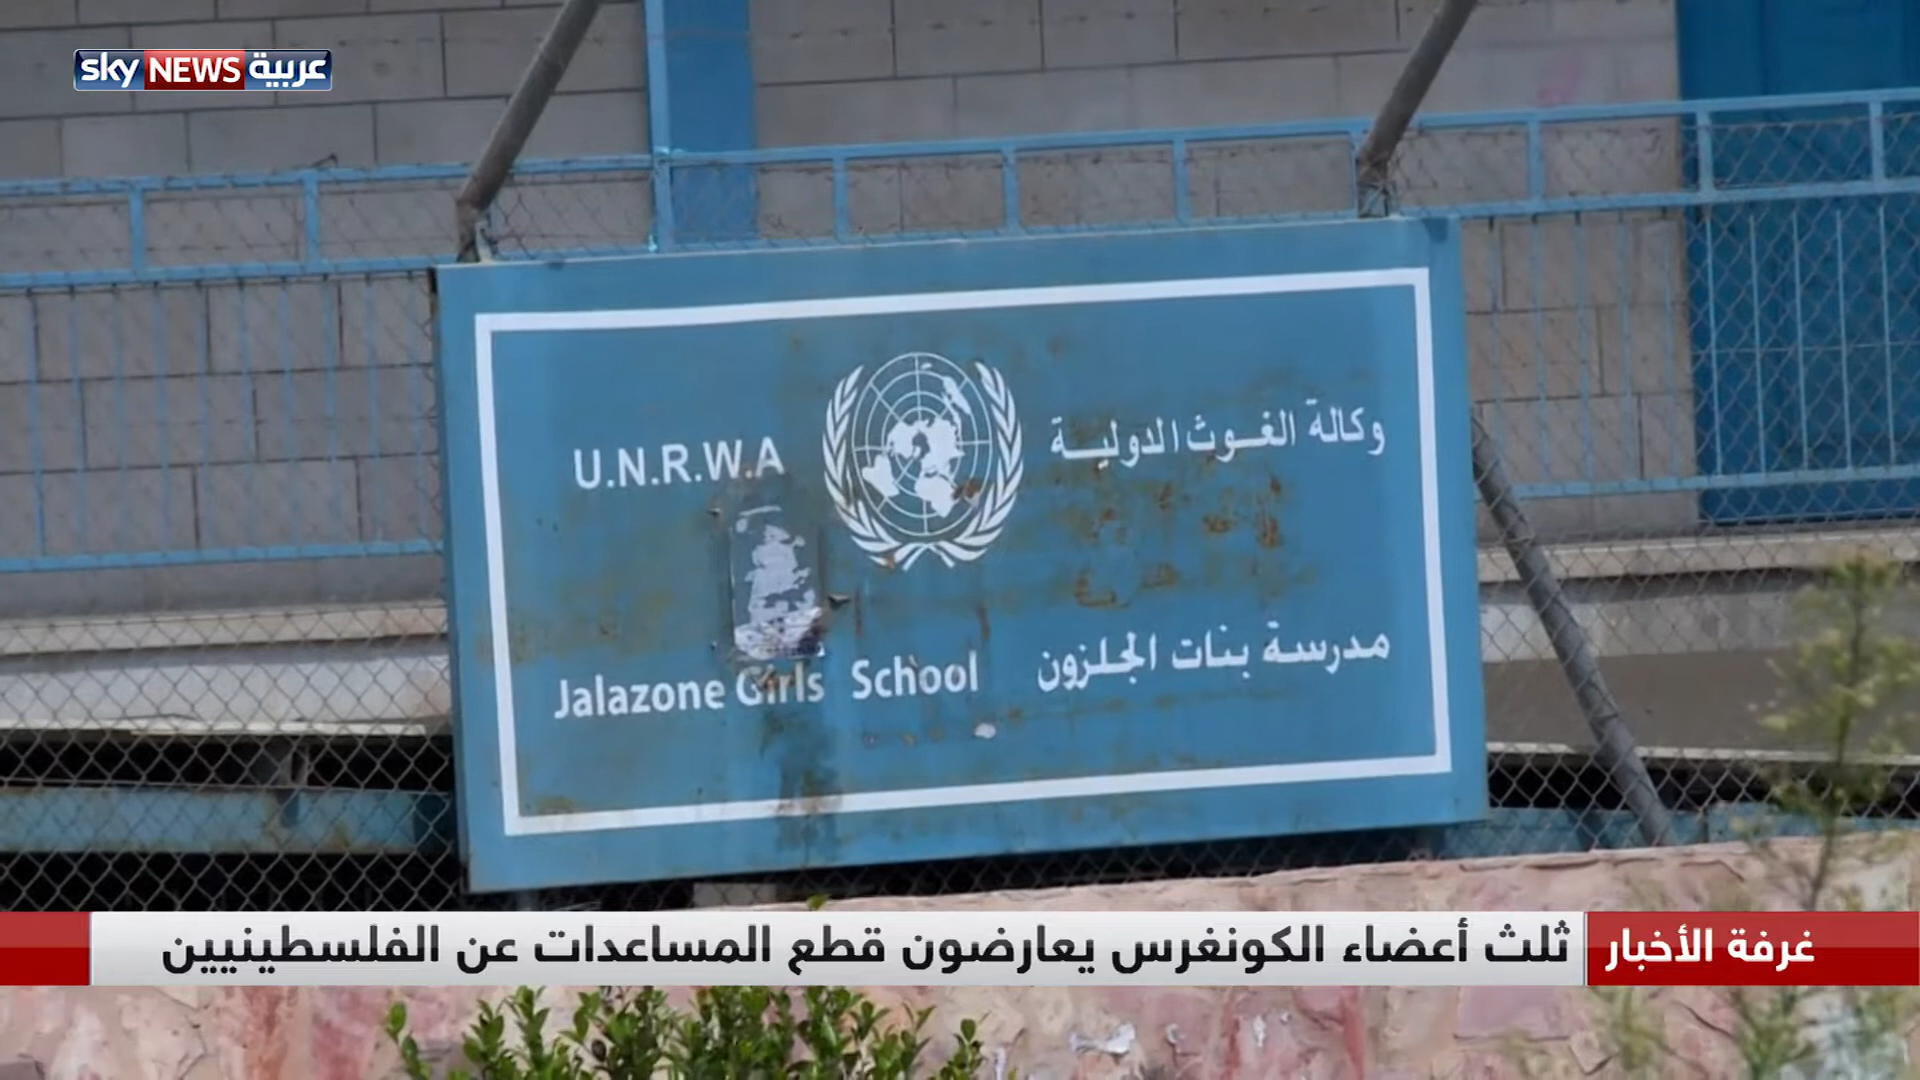 sky NEWS عربية
U.N.R.W.A
وكالة الغوث الدولية
Jalazone Girls School
مدرسة بنات الجلزون
غرفة الأخبار
ثلث أعضاء الكونغرس يعارضون قطع المساعدات عن الفلسطينيين